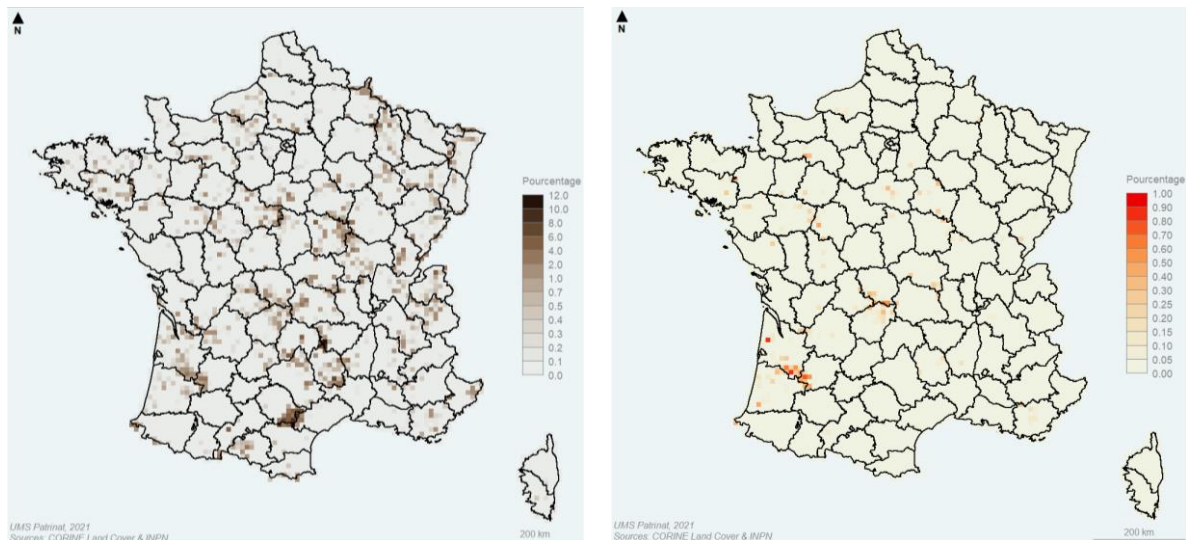 N
Pourcentage
12.0
10.0
8.0
6.0
4.0
2.0
1.0
0.7
0.5
0.4
0.3
0.2
0.1
0.0
UMS Patrinat, 2021
Sources: CORINE Land Cover & INPN
200 km
N
Pourcentage
1.00
0.90
0.80
0.70
0.60
0.50
0.40
0.30
0.25
0.20
0.15
0.10
0.05
0.00
UMS Patrinat, 2021
Sources: CORINE Land Cover & INPN
200 km